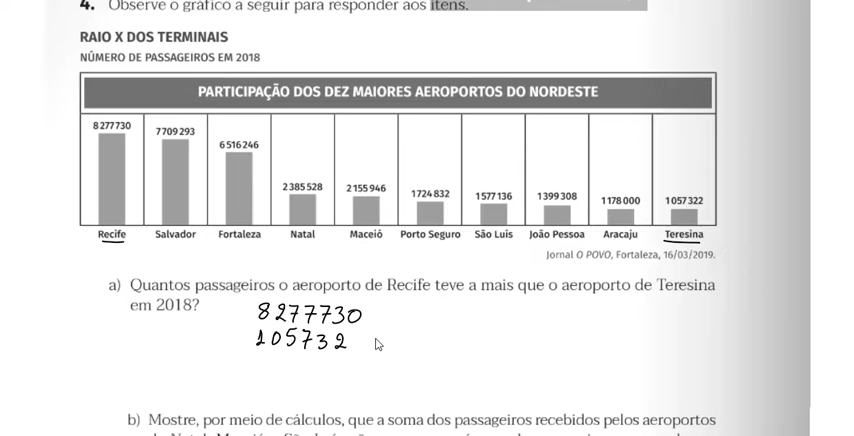 4. Observe o gráfico a seguir para responder aos itens.
RAIO X DOS TERMINAIS
NÚMERO DE PASSAGEIROS EM 2018
PARTICIPAÇÃO DOS DEZ MAIORES AEROPORTOS DO NORDESTE
8 277 730 7 709 293 6 516 246 2 385 528 2 155 946 1 724 832 1 577 136 1 399 308 1 178 000 1 057 322
Recife Salvador Fortaleza Natal Maceió Porto Seguro São Luís João Pessoa Aracaju Teresina
Jornal O POVO, Fortaleza, 16/03/2019.
a) Quantos passageiros o aeroporto de Recife teve a mais que o aeroporto de Teresina
em 2018?
8277730
105732
b) Mostre, por meio de cálculos, que a soma dos passageiros recebidos pelos aeroportos